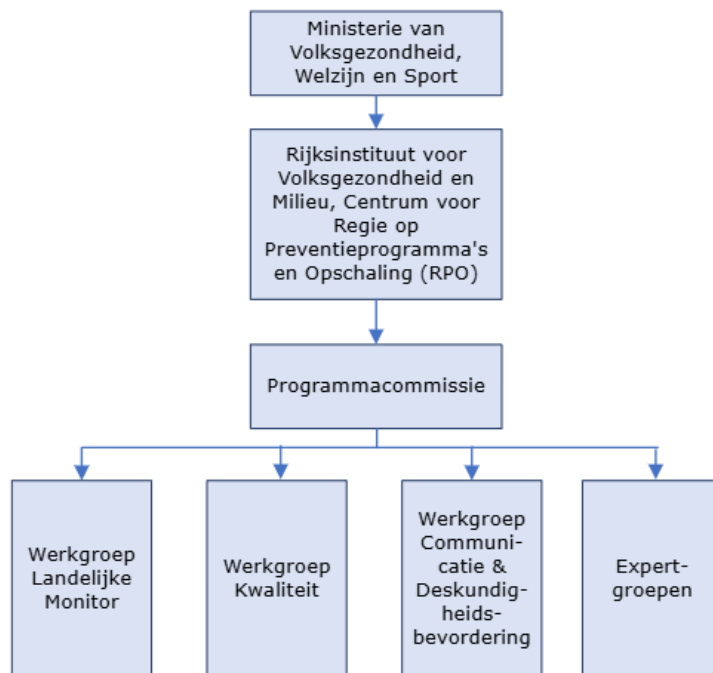 Ministerie van
Volksgezondheid,
Welzijn en Sport
Rijksinstituut voor
Volksgezondheid en
Milieu, Centrum voor
Regie op
Preventieprogramma's
en Opschaling (RPO)
Programmacommissie
Werkgroep
Landelijke
Monitor
Werkgroep
Kwaliteit
Werkgroep
Communi-
catie &
Deskundig-
heids-
bevordering
Expert-
groepen